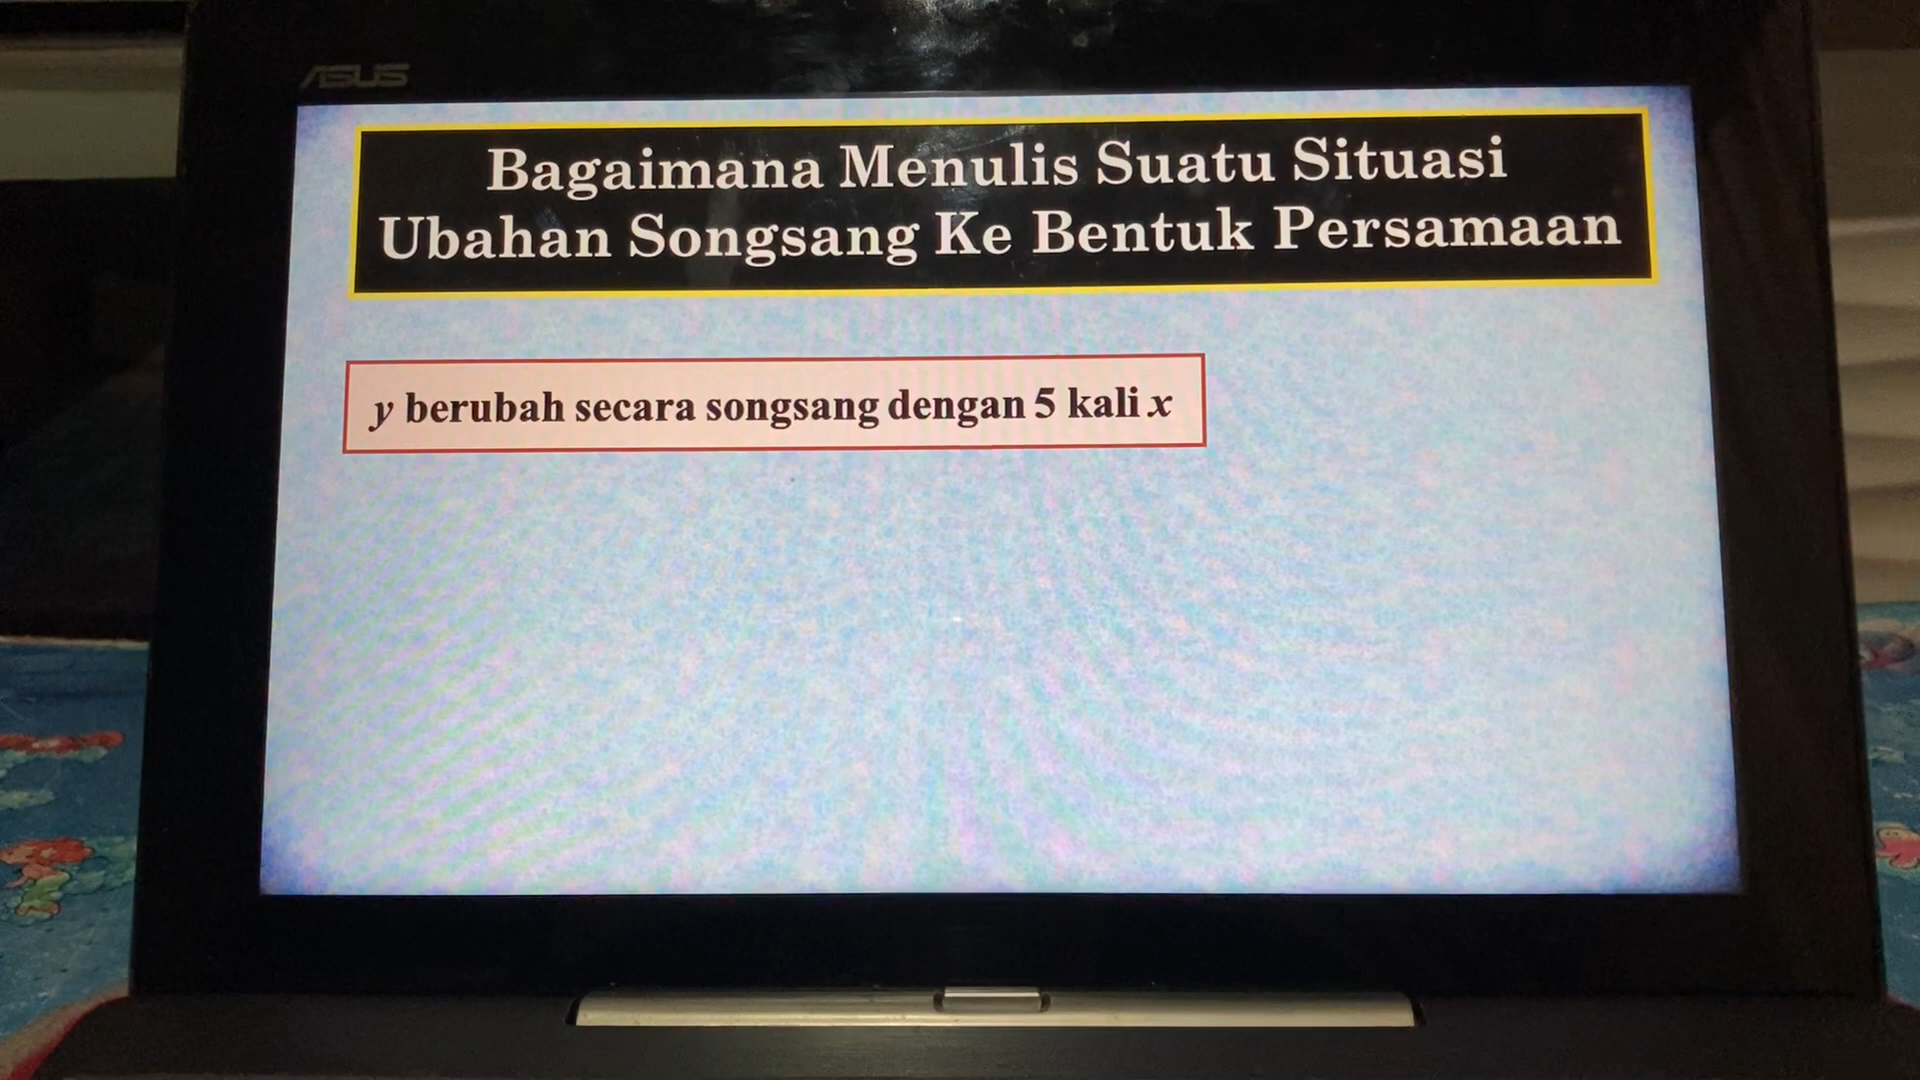 ASUS
Bagaimana Menulis Suatu Situasi
Ubahan Songsang Ke Bentuk Persamaan
y berubah secara songsang dengan 5 kali x